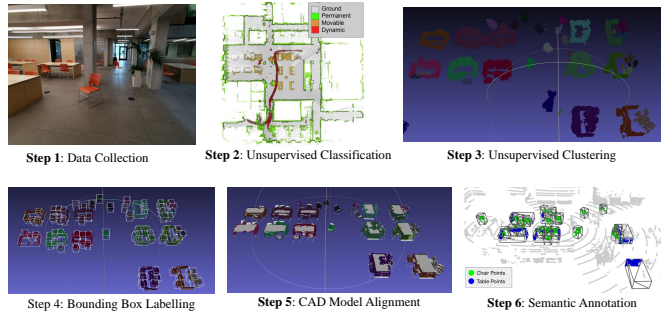 Ground
Permanent
Movable
Dynamic
Step 1: Data Collection
Step 2: Unsupervised Classification
Step 3: Unsupervised Clustering
Chair Points
Table Points
Step 4: Bounding Box Labelling
Step 5: CAD Model Alignment
Step 6: Semantic Annotation